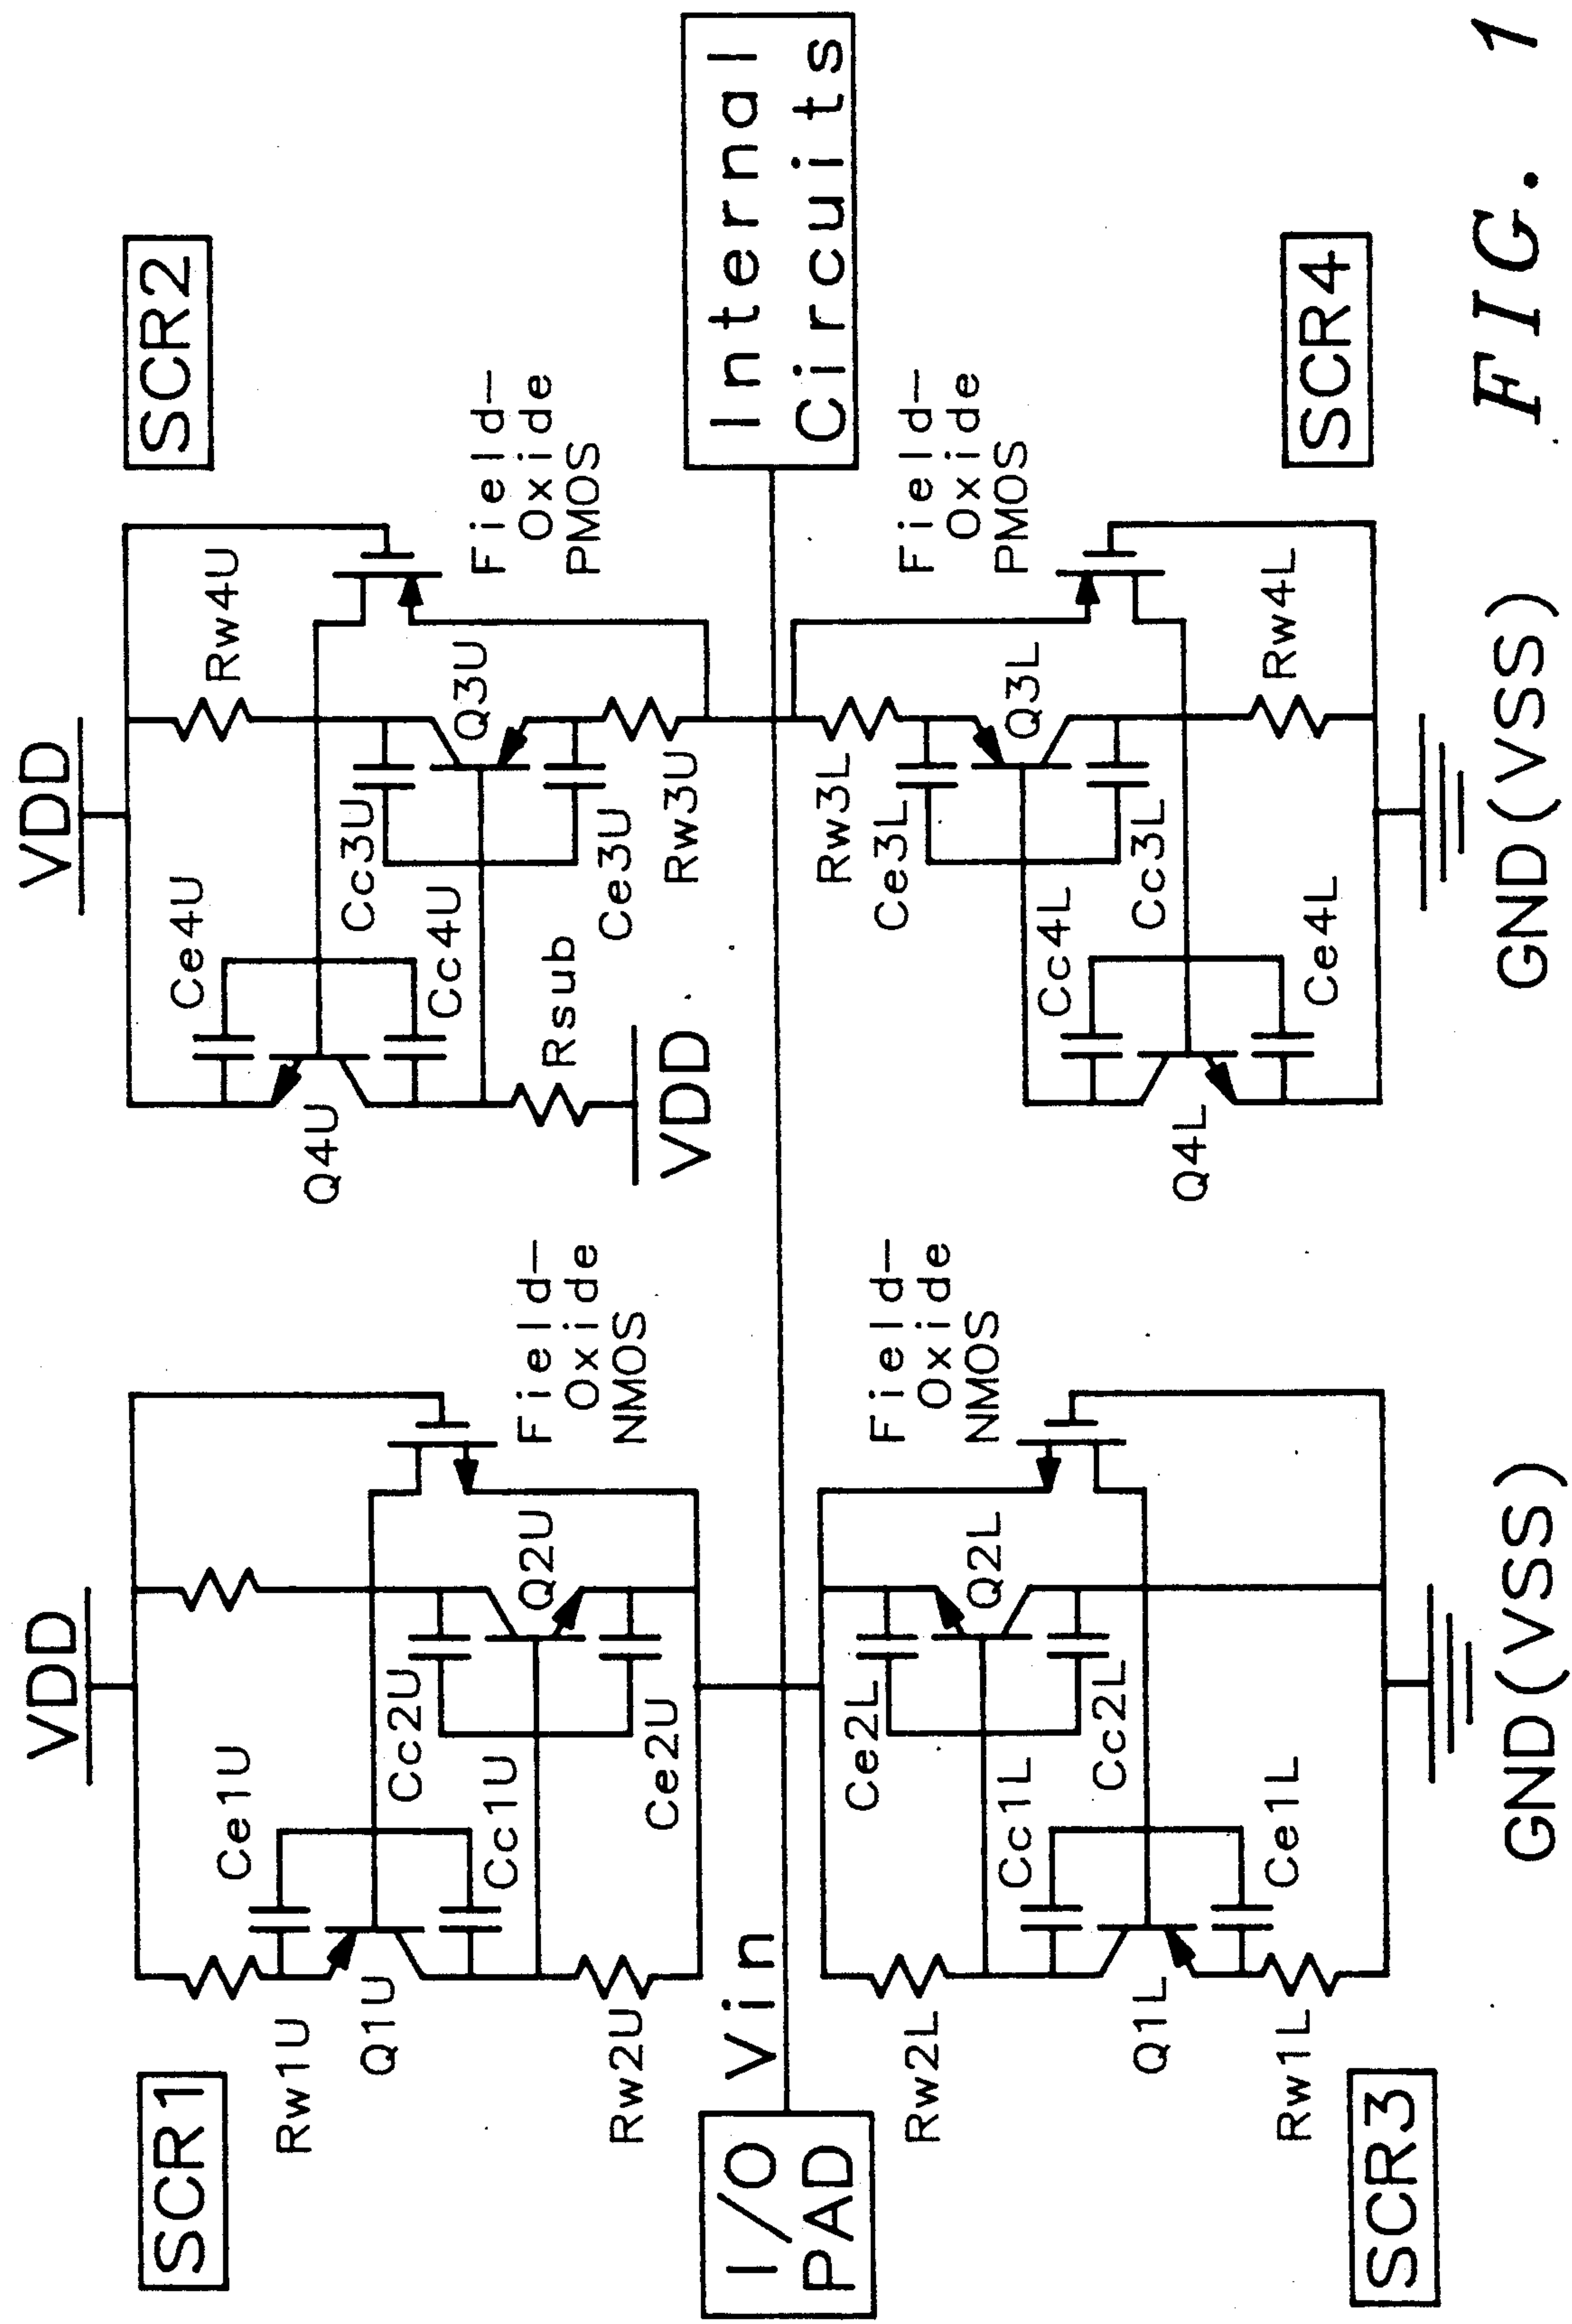 VDD
VDD
SCR1
SCR2
Ce1U
Rw1U
Q1U
Cc2U
Cc1U
Q2U
Ce2U
Rw2U
Field-
Oxide
NMOS
Ce4U
Rw4U
Q4U
Cc3U
Cc4U
Q3U
Ce3U
Rsub
VDD
Rw3U
Field-
Oxide
PMOS
I/O
PAD
Vin
Internal
Circuits
Rw2L
Ce2L
Cc1L
Q2L
Cc2L
Q1L
Ce1L
Rw1L
Field-
Oxide
NMOS
Rw3L
Ce3L
Cc4L
Q3L
Cc3L
Q4L
Ce4L
Rw4L
Field-
Oxide
PMOS
SCR3
SCR4
GND(VSS)
GND(VSS)
FIG. 1